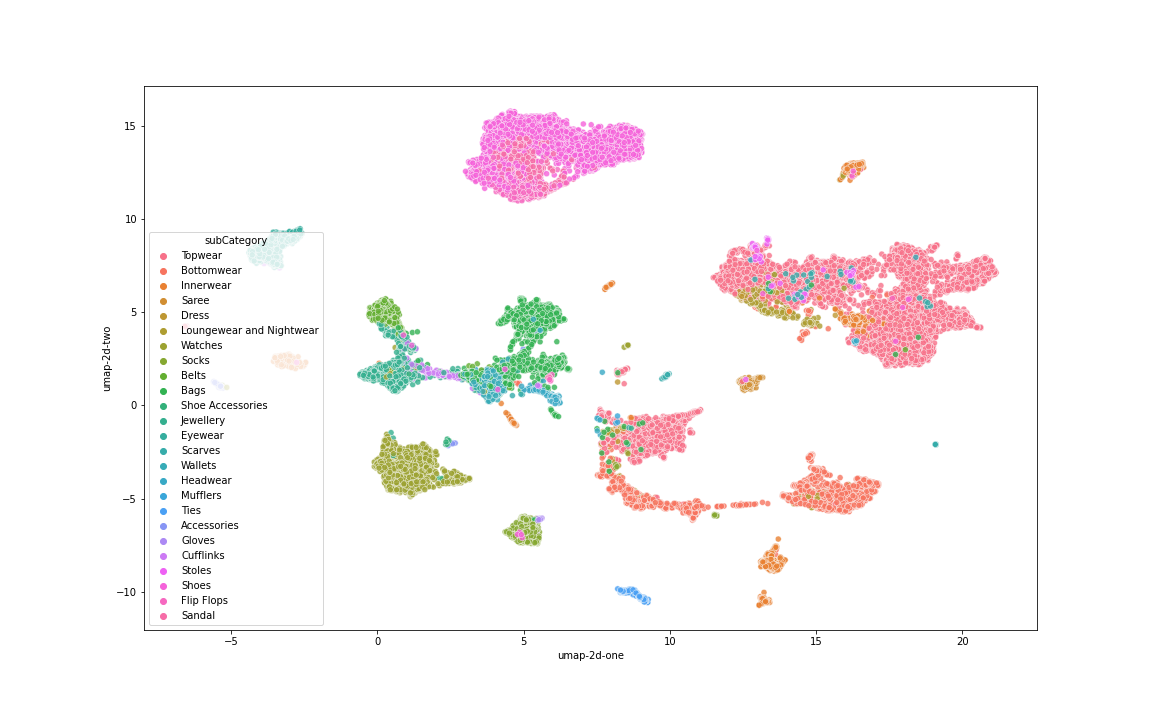 15
10
5
0
−5
−10
umap-2d-two
subCategory
Topwear
Bottomwear
Innerwear
Saree
Dress
Loungewear and Nightwear
Watches
Socks
Belts
Bags
Shoe Accessories
Jewellery
Eyewear
Scarves
Wallets
Headwear
Mufflers
Ties
Accessories
Gloves
Cufflinks
Stoles
Shoes
Flip Flops
Sandal
−5 0 5 10 15 20
umap-2d-one